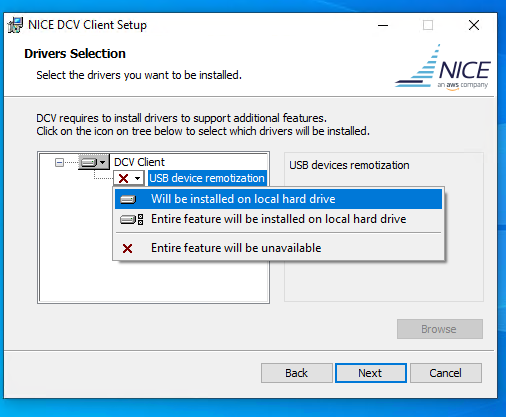 NICE DCV Client Setup
Drivers Selection
Select the drivers you want to be installed.
NICE
an aws company
DCV requires to install drivers to support additional features.
Click on the icon on tree below to select which drivers will be installed.
DCV Client
USB device remotization
USB devices remotization
Will be installed on local hard drive
Entire feature will be installed on local hard drive
Entire feature will be unavailable
Browse
Back
Next
Cancel